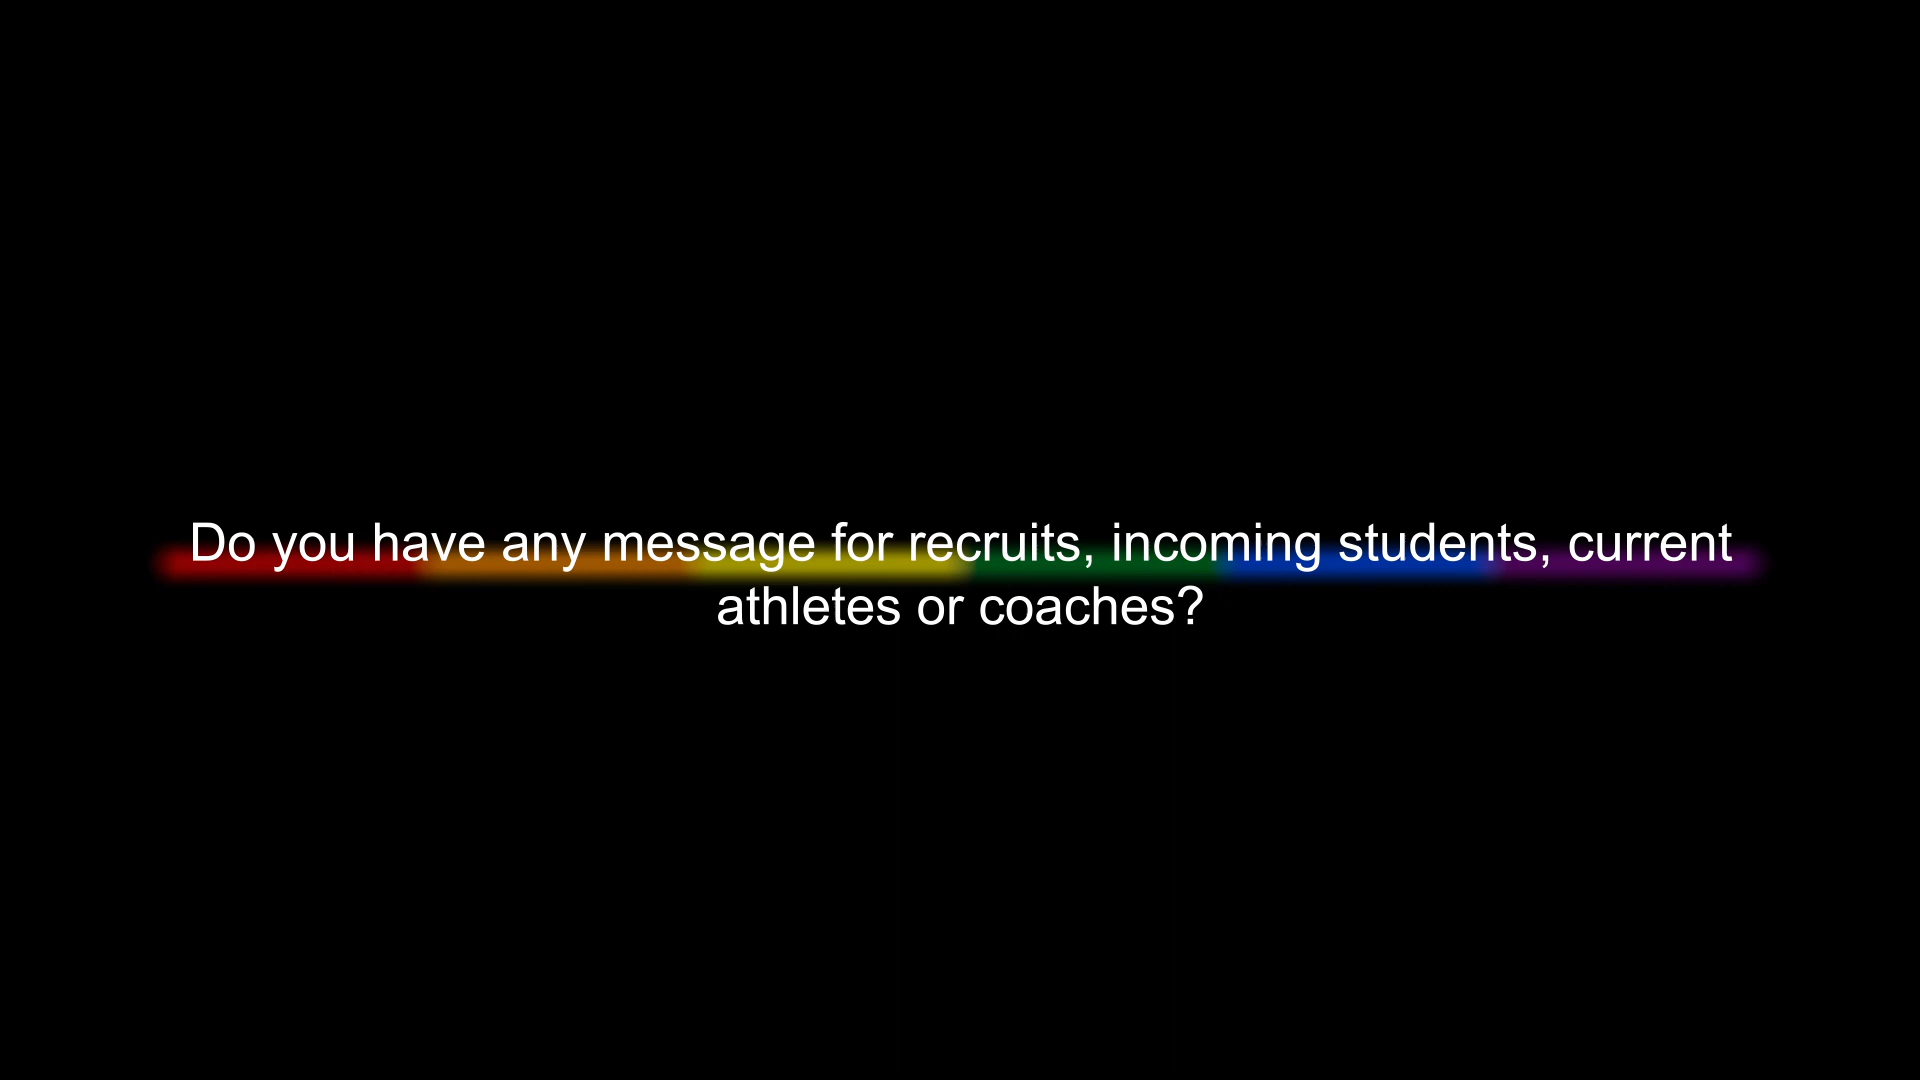 Do you have any message for recruits, incoming students, current
athletes or coaches?